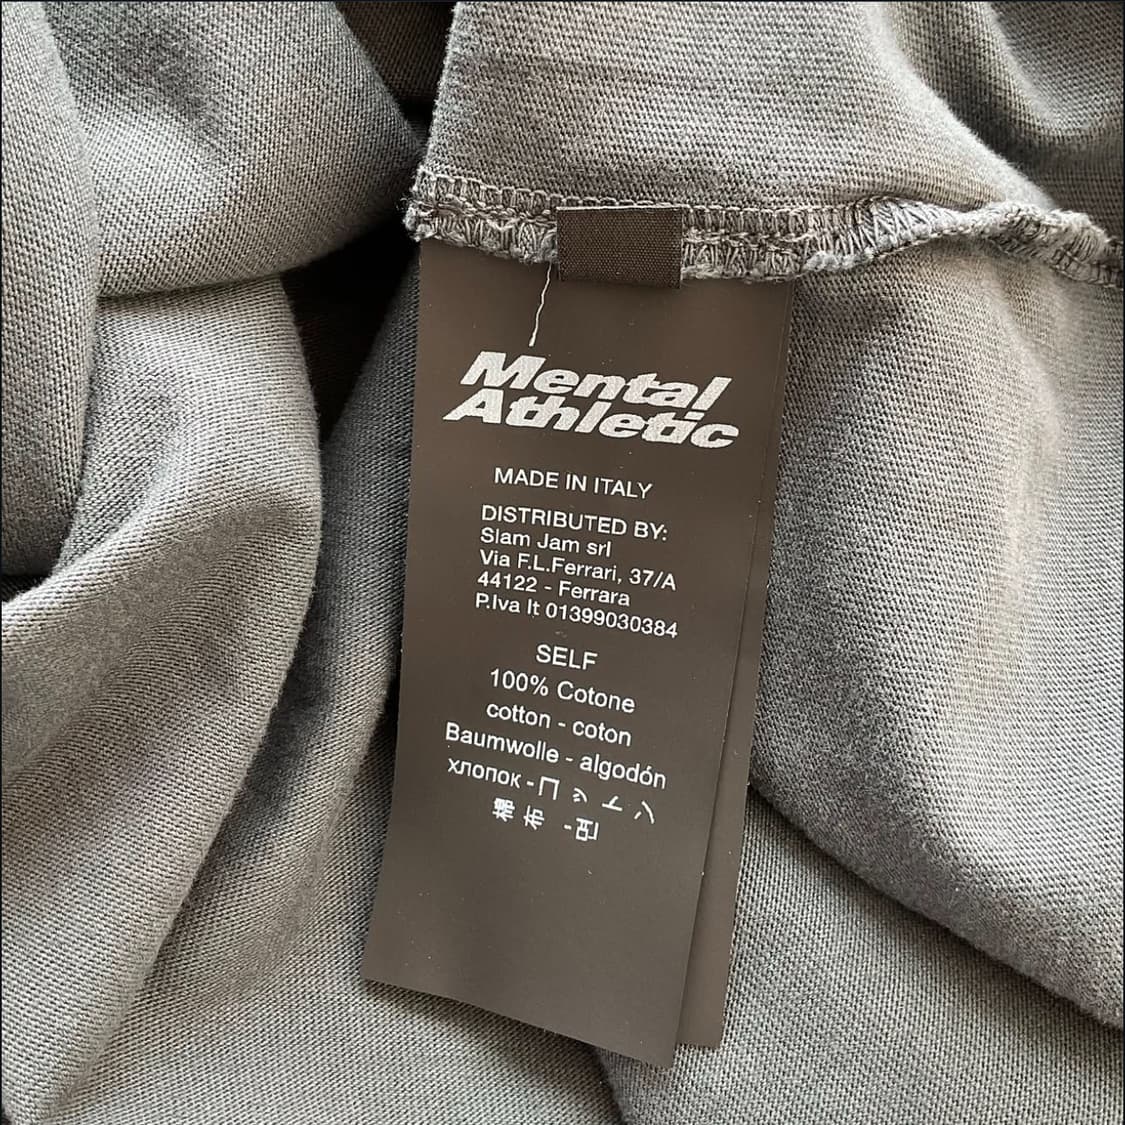 Mental
Athletic
MADE IN ITALY
DISTRIBUTED BY:
Slam Jam srl
Via F.L.Ferrari, 37/A
44122 - Ferrara
P.Iva It 01399030384
SELF
100% Cotone
cotton - coton
Baumwolle - algodón
хлопок - コットン